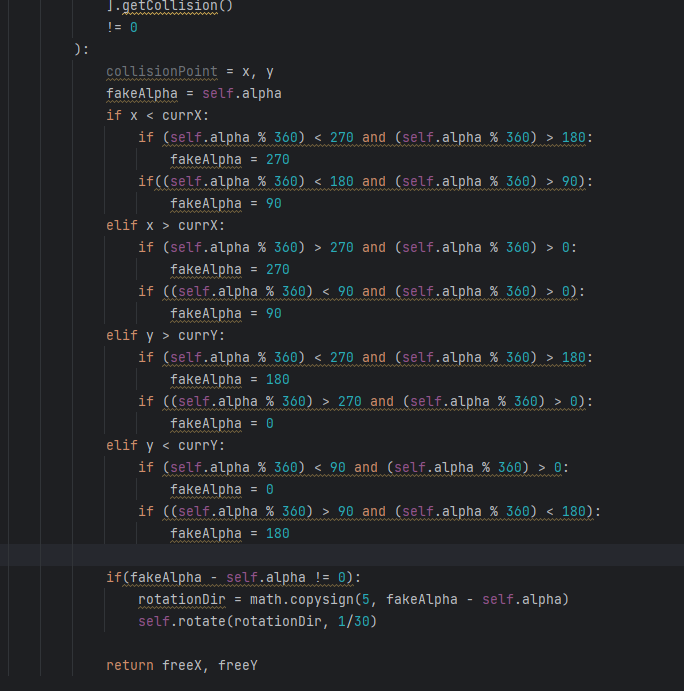 ].getCollision()
!= 0
):
collisionPoint = x, y
fakeAlpha = self.alpha
if x < currX:
if (self.alpha % 360) < 270 and (self.alpha % 360) > 180:
fakeAlpha = 270
if((self.alpha % 360) < 180 and (self.alpha % 360) > 90):
fakeAlpha = 90
elif x > currX:
if (self.alpha % 360) > 270 and (self.alpha % 360) > 0:
fakeAlpha = 270
if ((self.alpha % 360) < 90 and (self.alpha % 360) > 0):
fakeAlpha = 90
elif y > currY:
if (self.alpha % 360) < 270 and (self.alpha % 360) > 180:
fakeAlpha = 180
if ((self.alpha % 360) > 270 and (self.alpha % 360) > 0):
fakeAlpha = 0
elif y < currY:
if (self.alpha % 360) < 90 and (self.alpha % 360) > 0:
fakeAlpha = 0
if ((self.alpha % 360) > 90 and (self.alpha % 360) < 180):
fakeAlpha = 180
if(fakeAlpha - self.alpha != 0):
rotationDir = math.copysign(5, fakeAlpha - self.alpha)
self.rotate(rotationDir, 1/30)
return freeX, freeY